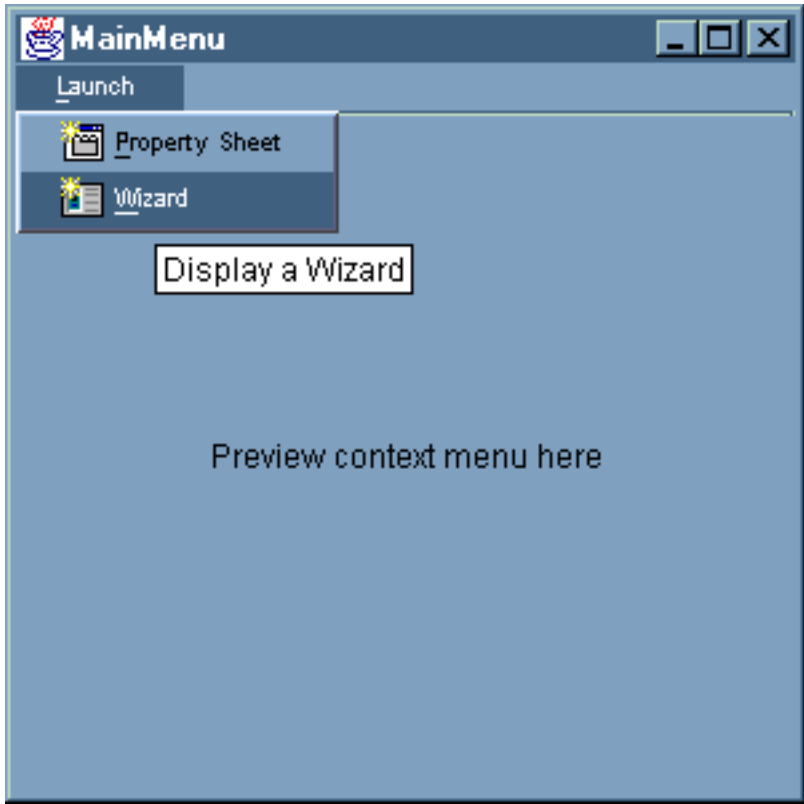 MainMenu
Launch
Property Sheet
Wizard
Display a Wizard
Preview context menu here